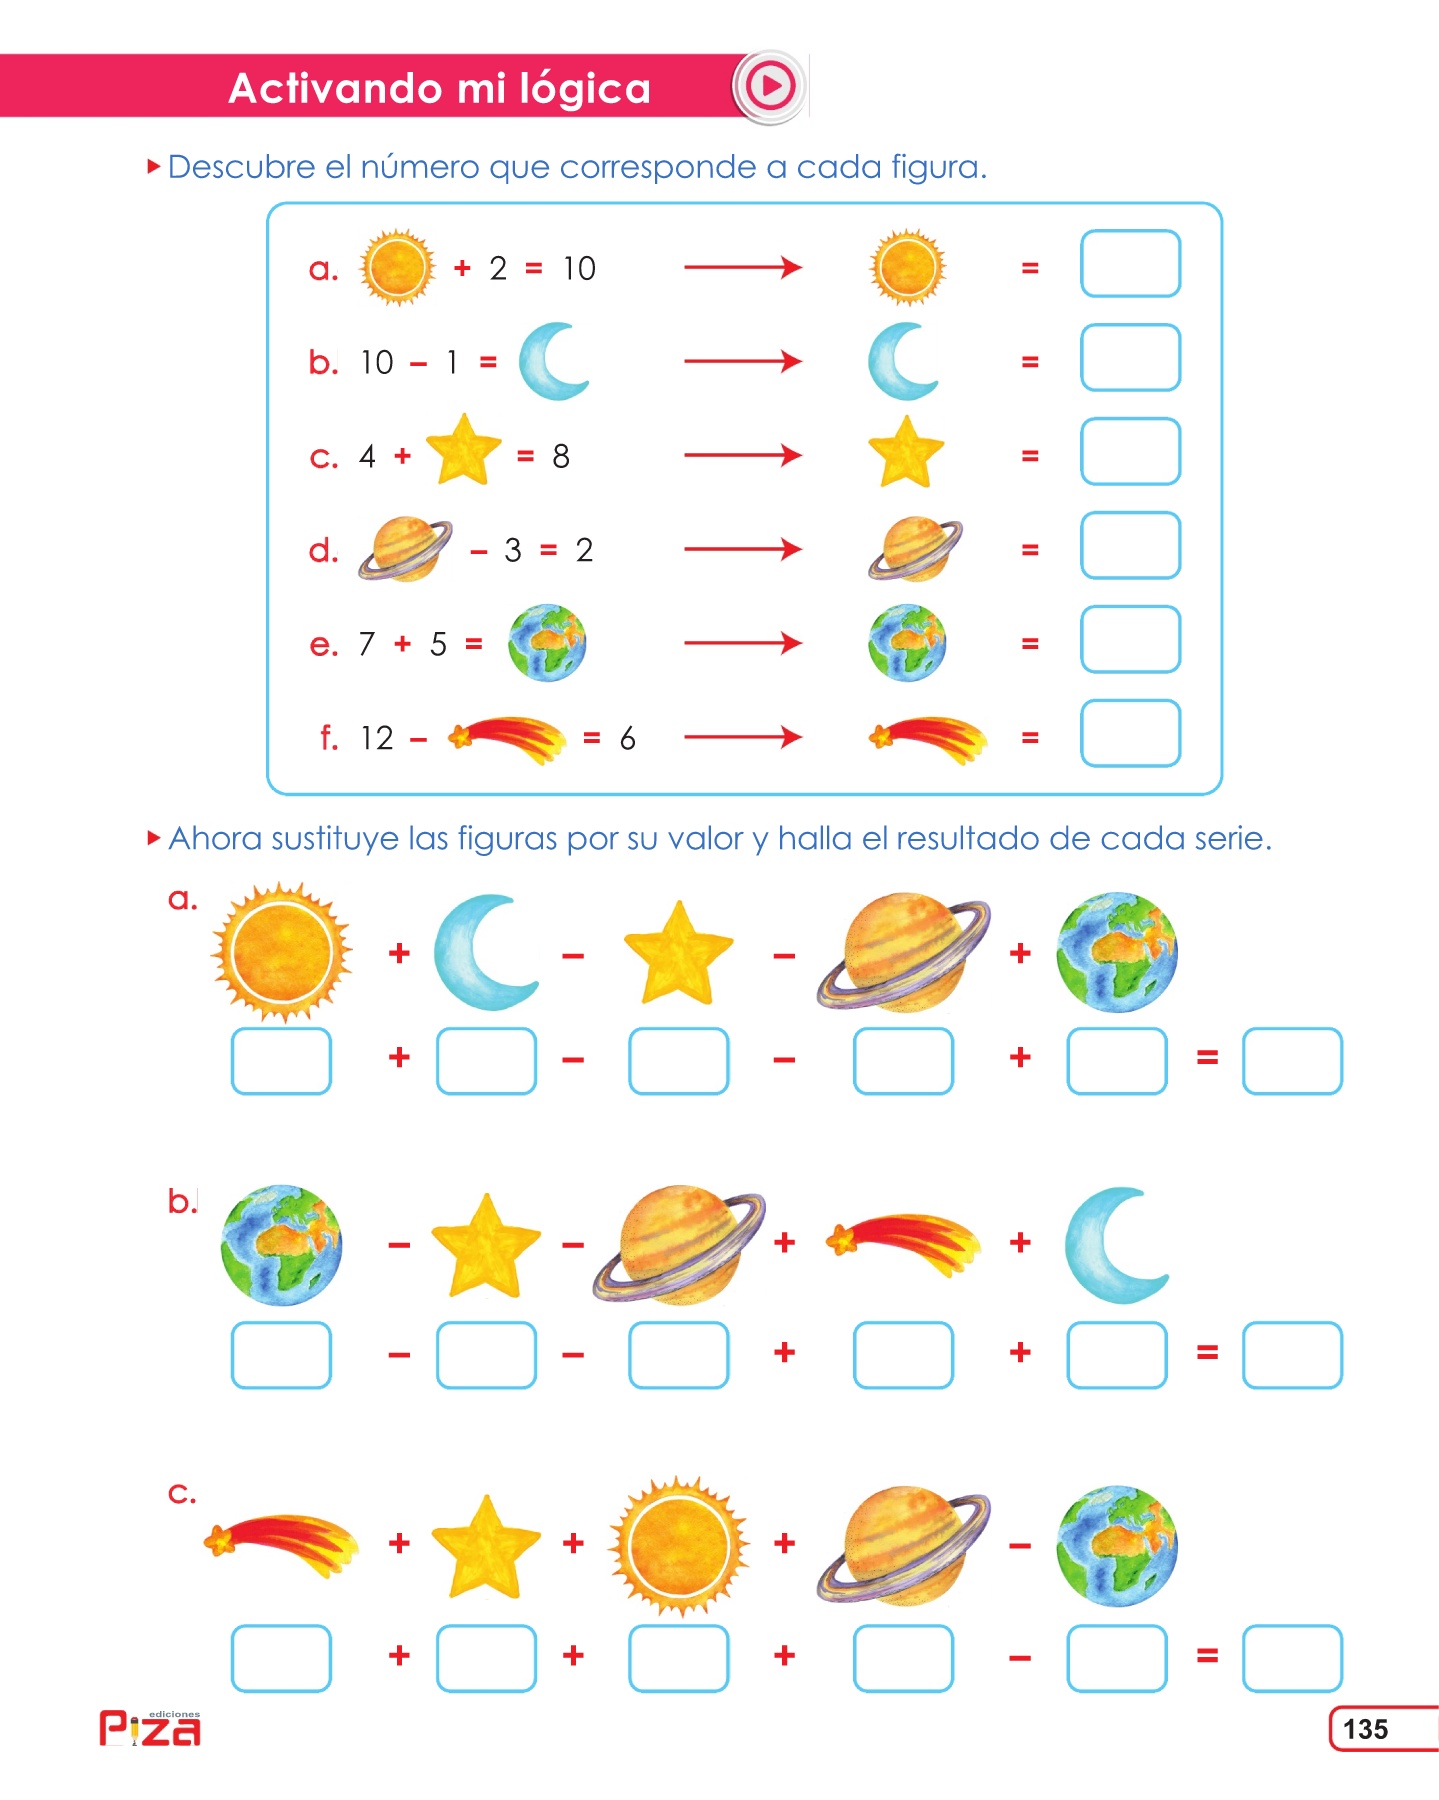 Activando mi lógica
Descubre el número que corresponde a cada figura.
a. + 2 = 10 =
b. 10 – 1 = =
c. 4 + = 8 =
d. – 3 = 2 =
e. 7 + 5 = =
f. 12 – = 6 =
Ahora sustituye las figuras por su valor y halla el resultado de cada serie.
a.
+ – – +
+ – – + =
b.
– – + +
– – + + =
c.
+ + + –
+ + + – =
ediciones
Piza
135